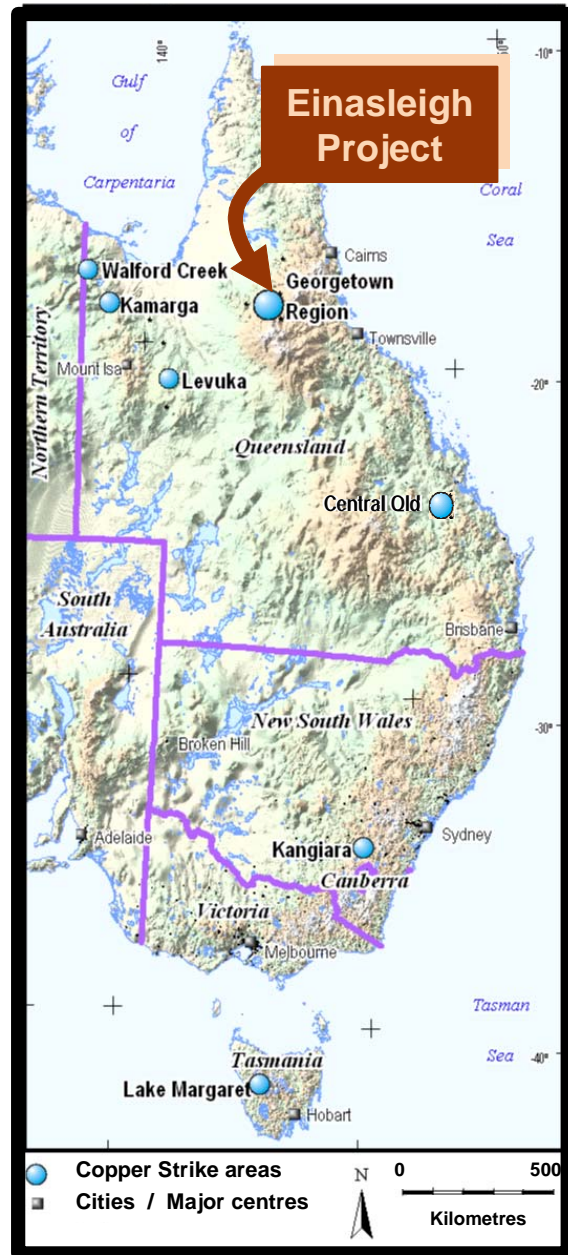 140°
-10°
Gulf
of
Carpentaria
Einasleigh
Project
Coral
Sea
Cairns
Walford Creek
Georgetown
Region
Kamarga
Townsville
Northern Territory
Mount Isa
Levuka
-20°
Queensland
Central Qld
South
Australia
Brisbane
New South Wales
-30°
Broken Hill
Adelaide
Sydney
Kangiara
Canberra
Victoria
Melbourne
Tasman
Sea
-40°
Tasmania
Lake Margaret
Hobart
Copper Strike areas
N
0 500
Cities / Major centres
Kilometres